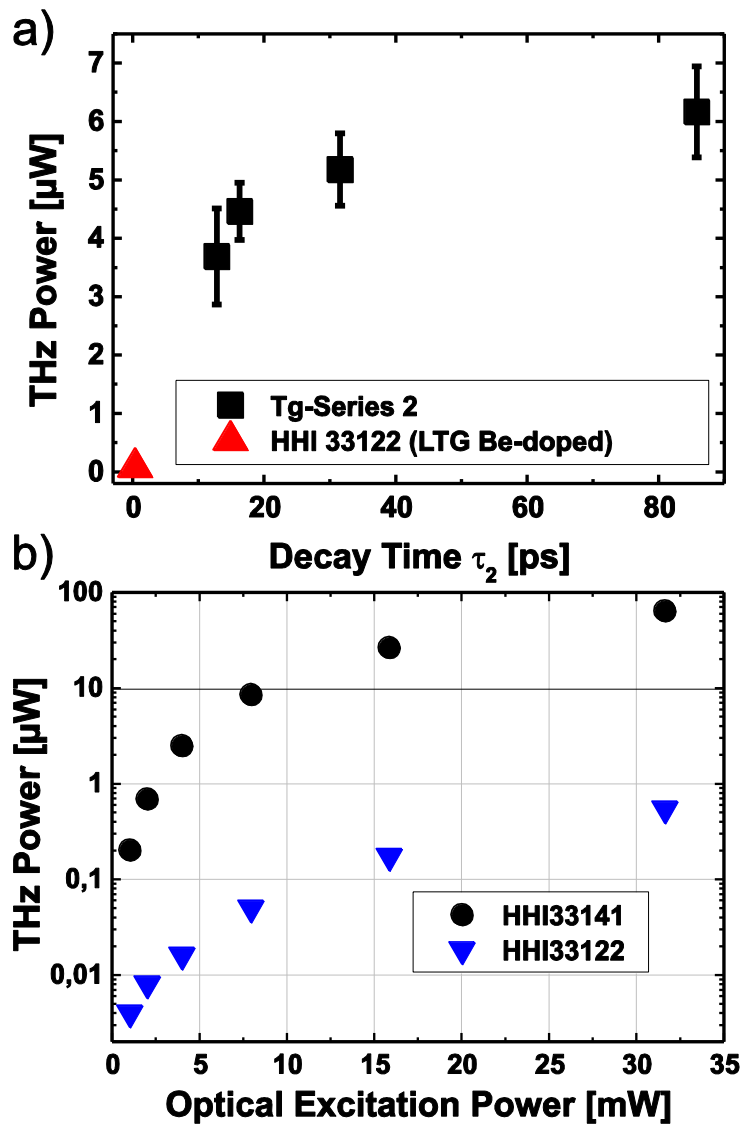 a)
7
6
5
4
3
2
1
0
THz Power [µW]
Tg-Series 2
HHI 33122 (LTG Be-doped)
0 20 40 60 80
Decay Time τ2 [ps]
b)
100
10
1
0,1
0,01
THz Power [µW]
HHI33141
HHI33122
0 5 10 15 20 25 30 35
Optical Excitation Power [mW]